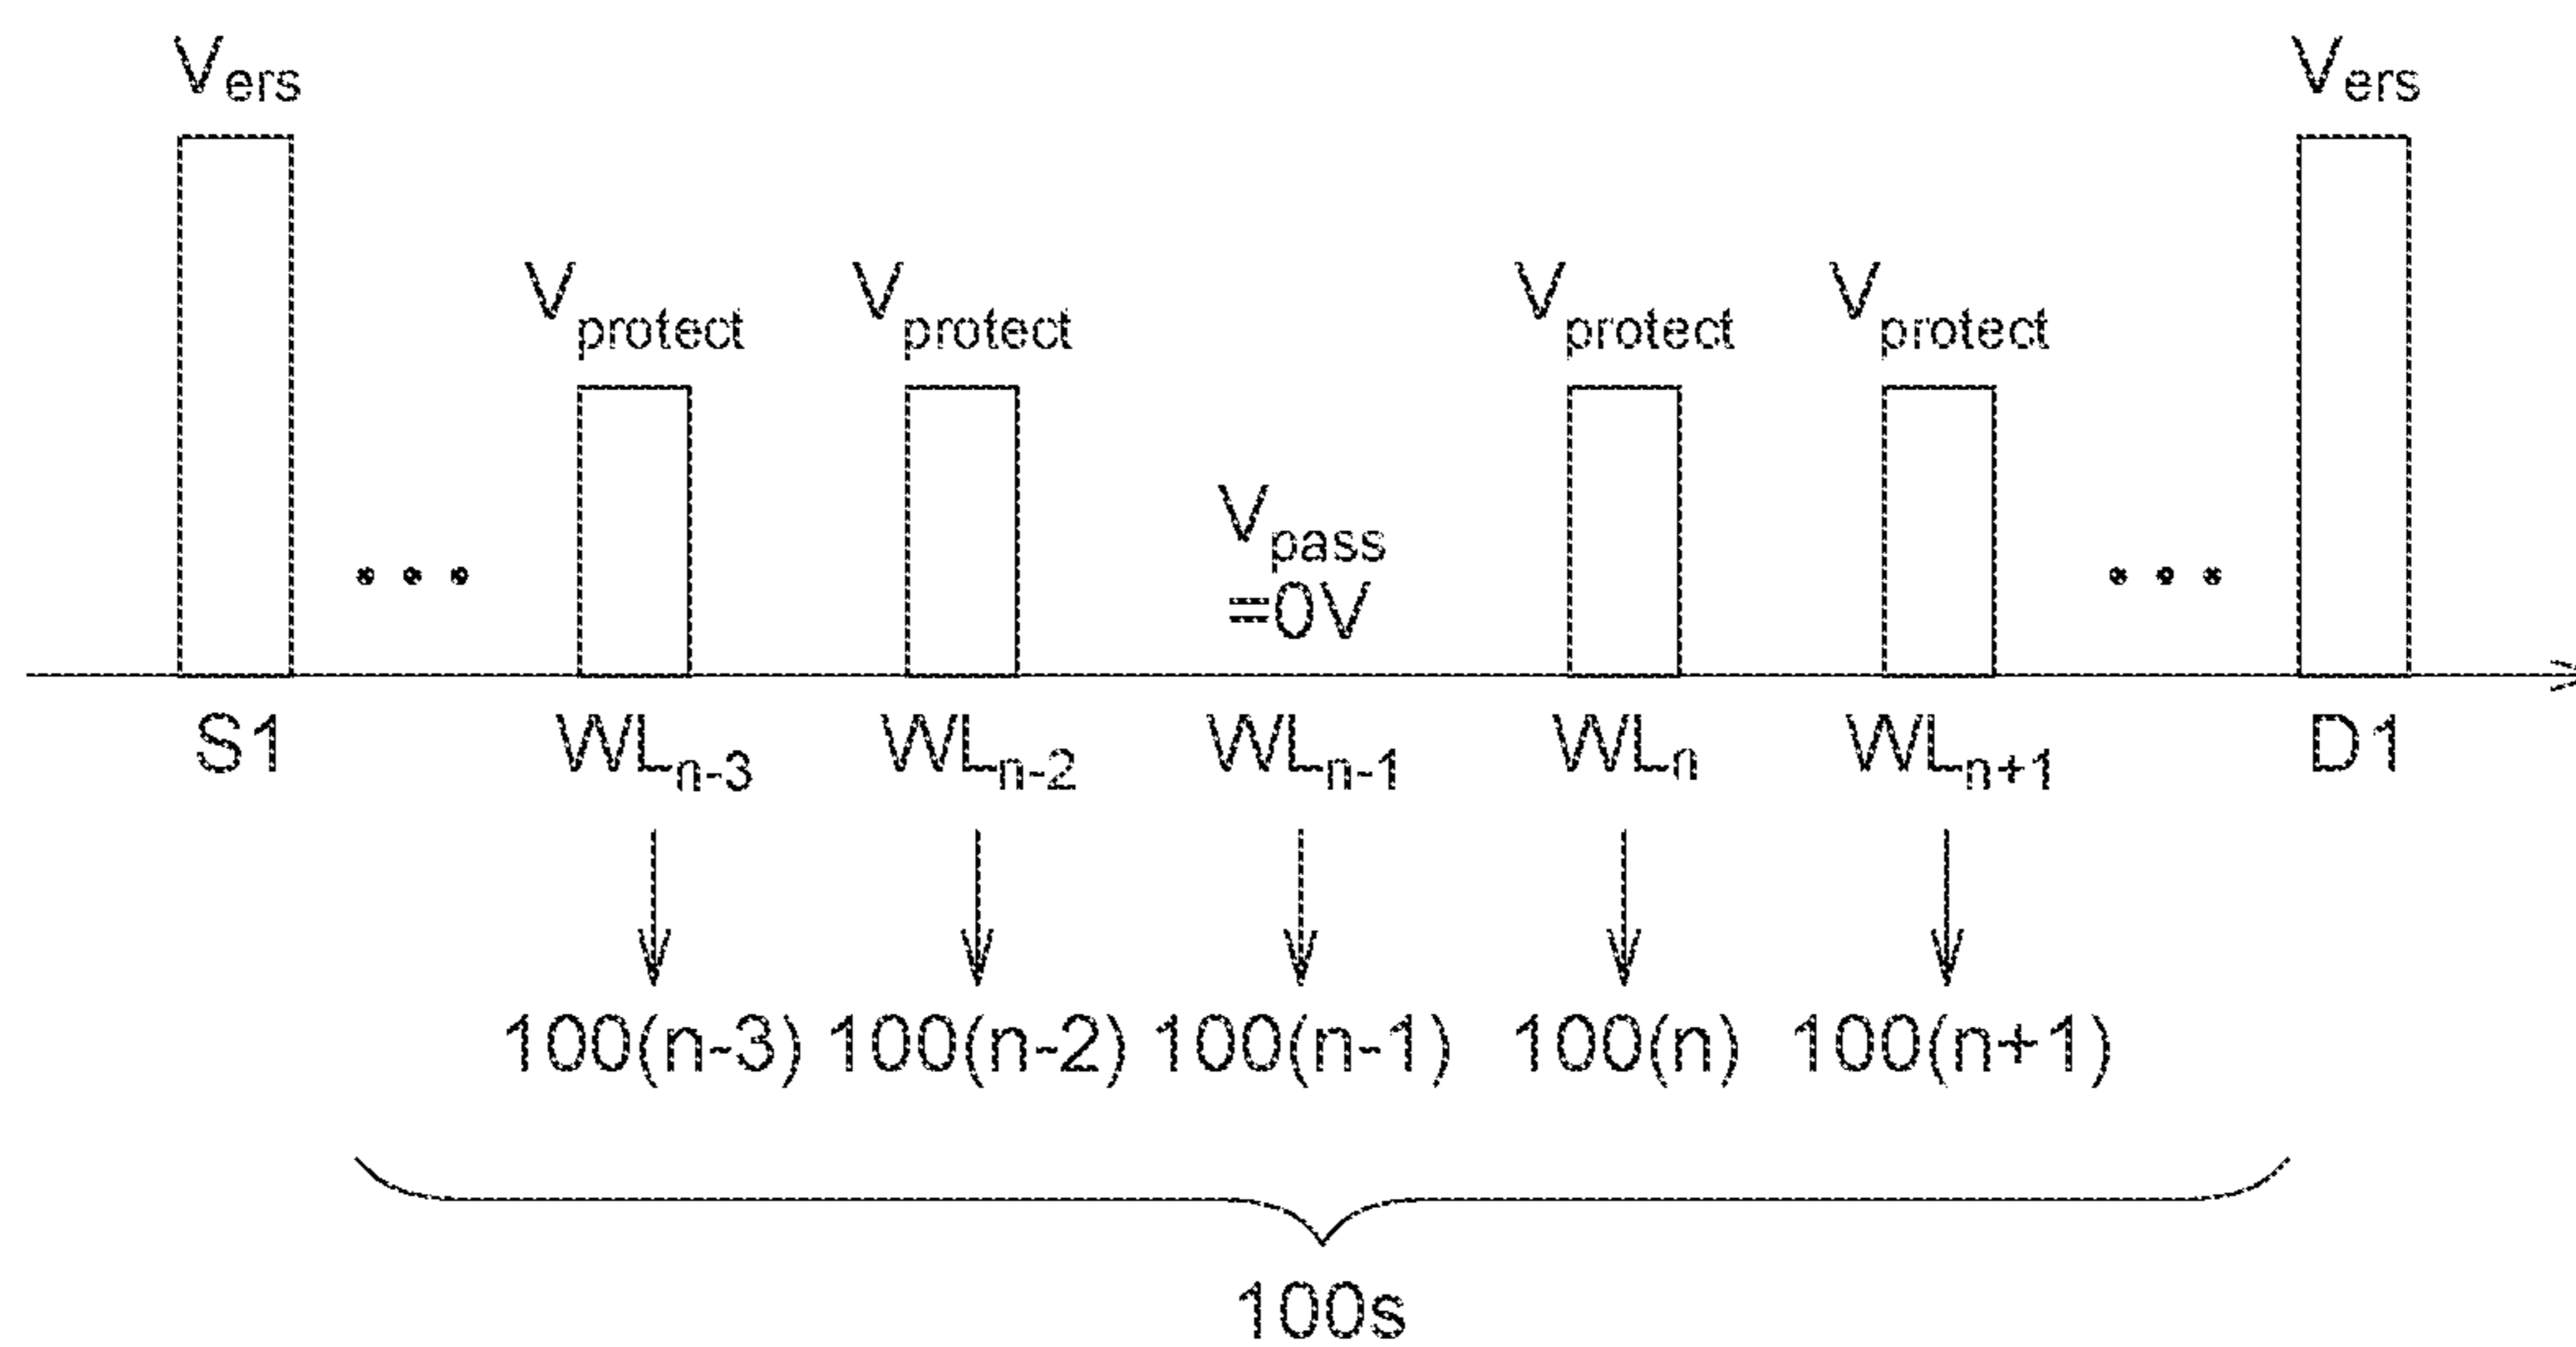 Vers Vers
Vprotect Vprotect Vprotect Vprotect
Vpass
=0V
S1 WLn-3 WLn-2 WLn-1 WLn WLn+1 D1
100(n-3) 100(n-2) 100(n-1) 100(n) 100(n+1)
100s